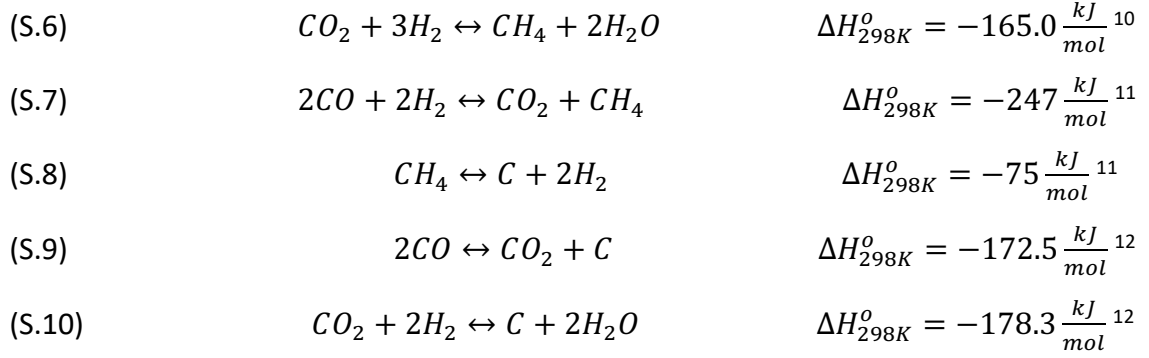 (S.6) CO₂ + 3H₂ ↔ CH₄ + 2H₂O ΔH°₂₉₈K = −165.0 kJ/mol ¹⁰
(S.7) 2CO + 2H₂ ↔ CO₂ + CH₄ ΔH°₂₉₈K = −247 kJ/mol ¹¹
(S.8) CH₄ ↔ C + 2H₂ ΔH°₂₉₈K = −75 kJ/mol ¹¹
(S.9) 2CO ↔ CO₂ + C ΔH°₂₉₈K = −172.5 kJ/mol ¹²
(S.10) CO₂ + 2H₂ ↔ C + 2H₂O ΔH°₂₉₈K = −178.3 kJ/mol ¹²